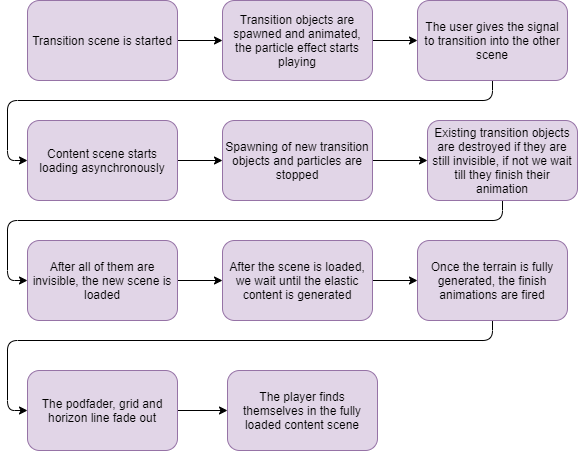 Transition scene is started
Transition objects are
spawned and animated,
the particle effect starts
playing
The user gives the signal
to transition into the other
scene
Content scene starts
loading asynchronously
Spawning of new transition
objects and particles are
stopped
Existing transition objects
are destroyed if they are
still invisible, if not we wait
till they finish their
animation
After all of them are
invisible, the new scene is
loaded
After the scene is loaded,
we wait until the elastic
content is generated
Once the terrain is fully
generated, the finish
animations are fired
The podfader, grid and
horizon line fade out
The player finds
themselves in the fully
loaded content scene